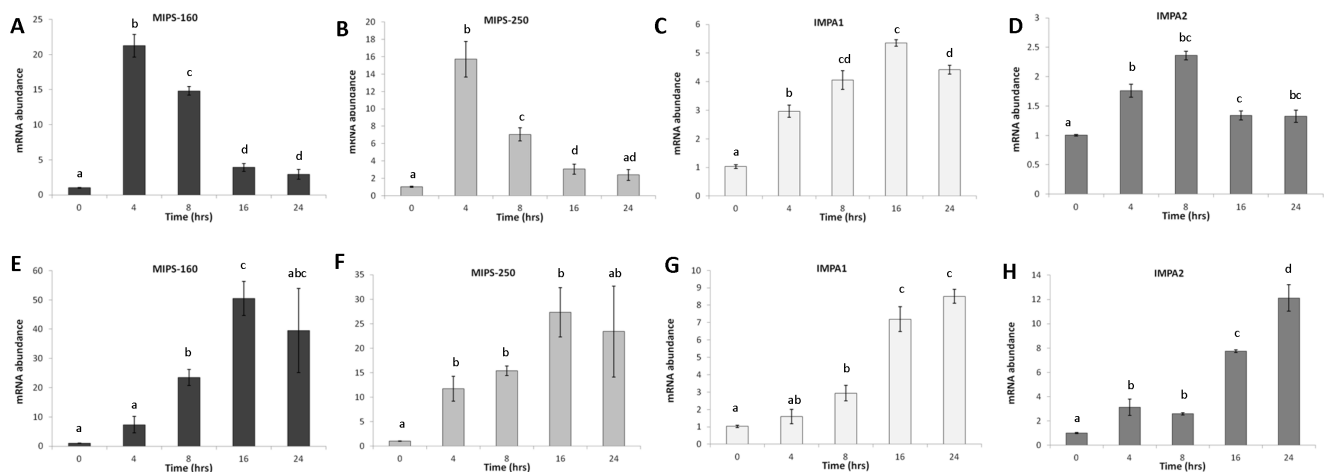 A
MIPS-160
mRNA abundance
25
20
15
10
5
0
a
b
c
d
d
0 4 8 16 24
Time (hrs)
B
MIPS-250
mRNA abundance
20
18
16
14
12
10
8
6
4
2
0
a
b
c
d
ad
0 4 8 16 24
Time (hrs)
C
IMPA1
mRNA abundance
6
5
4
3
2
1
0
a
b
cd
c
d
0 4 8 16 24
Time (hrs)
D
IMPA2
mRNA abundance
3
2.5
2
1.5
1
0.5
0
a
b
bc
c
bc
0 4 8 16 24
Time (hrs)
E
MIPS-160
mRNA abundance
60
50
40
30
20
10
0
a
a
b
c
abc
0 4 8 16 24
Time (hrs)
F
MIPS-250
mRNA abundance
35
30
25
20
15
10
5
0
a
b
b
b
ab
0 4 8 16 24
Time (hrs)
G
IMPA1
mRNA abundance
10
9
8
7
6
5
4
3
2
1
0
a
ab
b
c
c
0 4 8 16 24
Time (hrs)
H
IMPA2
mRNA abundance
14
12
10
8
6
4
2
0
a
b
b
c
d
0 4 8 16 24
Time (hrs)